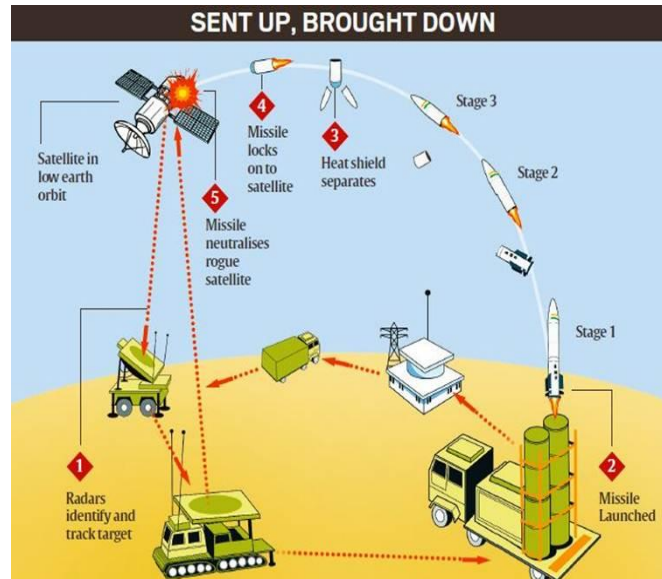 SENT UP, BROUGHT DOWN
Satellite in
low earth
orbit
4
Missile
locks
on to
satellite
3
Heat shield
separates
Stage 3
Stage 2
5
Missile
neutralises
rogue
satellite
Stage 1
1
Radars
identify and
track target
2
Missile
Launched